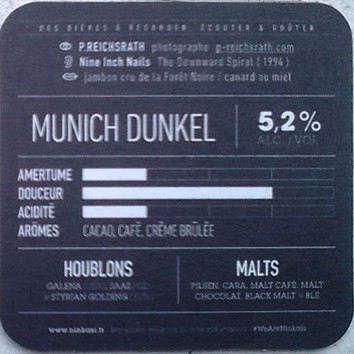 DES BIÈRES À REGARDER, ÉCOUTER & GOÛTER
P.REICHSRATH photographe p-reichsrath.com
Nine Inch Nails The Downward Spiral (1994)
jambon cru de la Forêt Noire / canard au miel
MUNICH DUNKEL
5,2%
ALC. / VOL.
AMERTUME
DOUCEUR
ACIDITÉ
ARÔMES CACAO, CAFÉ, CRÈME BRÛLÉE
HOUBLONS
GALENA SAAZ
& STYRIAN GOLDING
MALTS
PILSEN, CARA, MALT CAFÉ, MALT
CHOCOLAT, BLACK MALT & BLÉ
www.ninkasi.fr
#WeAreNinkasi